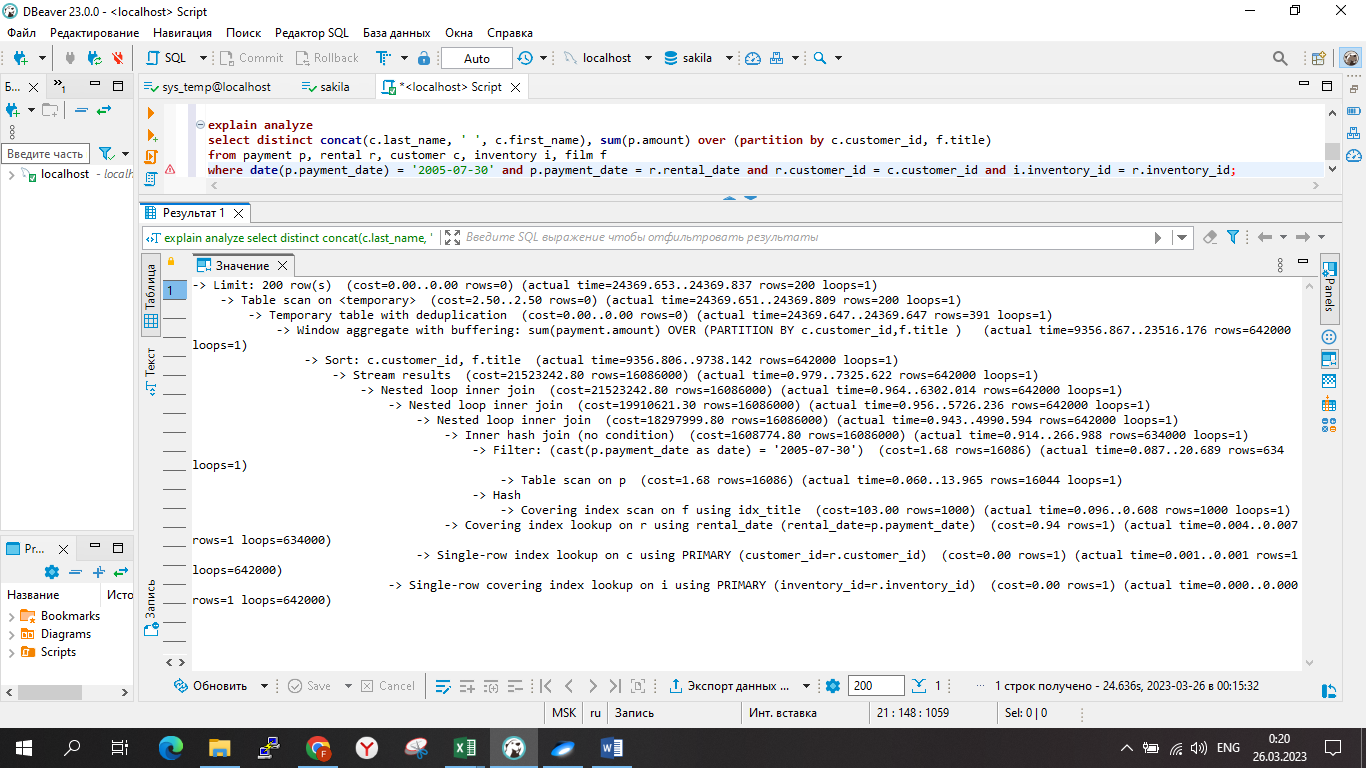 DBeaver 23.0.0 - <localhost> Script
Файл Редактирование Навигация Поиск Редактор SQL База данных Окна Справка
SQL Commit Rollback Auto localhost sakila
Б... 1 sys_temp@localhost sakila *<localhost> Script
explain analyze
select distinct concat(c.last_name, ' ', c.first_name), sum(p.amount) over (partition by c.customer_id, f.title)
from payment p, rental r, customer c, inventory i, film f
where date(p.payment_date) = '2005-07-30' and p.payment_date = r.rental_date and r.customer_id = c.customer_id and i.inventory_id = r.inventory_id;
Введите часть
localhost - localh
Результат 1
explain analyze select distinct concat(c.last_name, ' Введите SQL выражение чтобы отфильтровать результаты
Таблица
Текст
Запись
Значение
1
-> Limit: 200 row(s) (cost=0.00..0.00 rows=0) (actual time=24369.653..24369.837 rows=200 loops=1)
-> Table scan on <temporary> (cost=2.50..2.50 rows=0) (actual time=24369.651..24369.809 rows=200 loops=1)
-> Temporary table with deduplication (cost=0.00..0.00 rows=0) (actual time=24369.647..24369.647 rows=391 loops=1)
-> Window aggregate with buffering: sum(payment.amount) OVER (PARTITION BY c.customer_id,f.title ) (actual time=9356.867..23516.176 rows=642000
loops=1)
-> Sort: c.customer_id, f.title (actual time=9356.806..9738.142 rows=642000 loops=1)
-> Stream results (cost=21523242.80 rows=16086000) (actual time=0.979..7325.622 rows=642000 loops=1)
-> Nested loop inner join (cost=21523242.80 rows=16086000) (actual time=0.964..6302.014 rows=642000 loops=1)
-> Nested loop inner join (cost=19910621.30 rows=16086000) (actual time=0.956..5726.236 rows=642000 loops=1)
-> Nested loop inner join (cost=18297999.80 rows=16086000) (actual time=0.943..4990.594 rows=642000 loops=1)
-> Inner hash join (no condition) (cost=1608774.80 rows=16086000) (actual time=0.914..266.988 rows=634000 loops=1)
-> Filter: (cast(p.payment_date as date) = '2005-07-30') (cost=1.68 rows=16086) (actual time=0.087..20.689 rows=634
loops=1)
-> Table scan on p (cost=1.68 rows=16086) (actual time=0.060..13.965 rows=16044 loops=1)
-> Hash
-> Covering index scan on f using idx_title (cost=103.00 rows=1000) (actual time=0.096..0.608 rows=1000 loops=1)
-> Covering index lookup on r using rental_date (rental_date=p.payment_date) (cost=0.94 rows=1) (actual time=0.004..0.007
rows=1 loops=634000)
-> Single-row index lookup on c using PRIMARY (customer_id=r.customer_id) (cost=0.00 rows=1) (actual time=0.001..0.001 rows=1
loops=642000)
-> Single-row covering index lookup on i using PRIMARY (inventory_id=r.inventory_id) (cost=0.00 rows=1) (actual time=0.000..0.000
rows=1 loops=642000)
Panels
Pr...
Название Исто
Bookmarks
Diagrams
Scripts
Обновить Save Cancel Экспорт данных ... 200 1 1 строк получено - 24.636s, 2023-03-26 в 00:15:32
MSK ru Запись Инт. вставка 21 : 148 : 1059 Sel: 0 | 0
ENG 0:20
26.03.2023